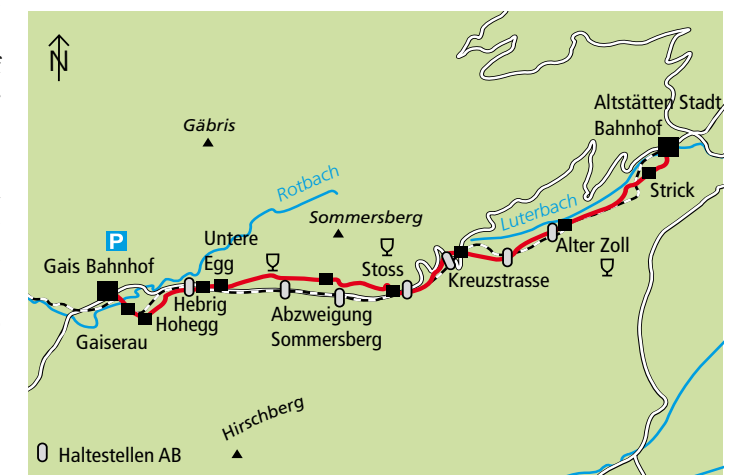 N
Altstätten Stadt
Bahnhof
Gäbris
Rotbach
Strick
Luterbach
Sommersberg
P
Untere
Egg
Alter Zoll
Gais Bahnhof
Stoss
Kreuzstrasse
Hebrig
Hohegg
Abzweigung
Sommersberg
Gaiserau
Hirschberg
Haltestellen AB